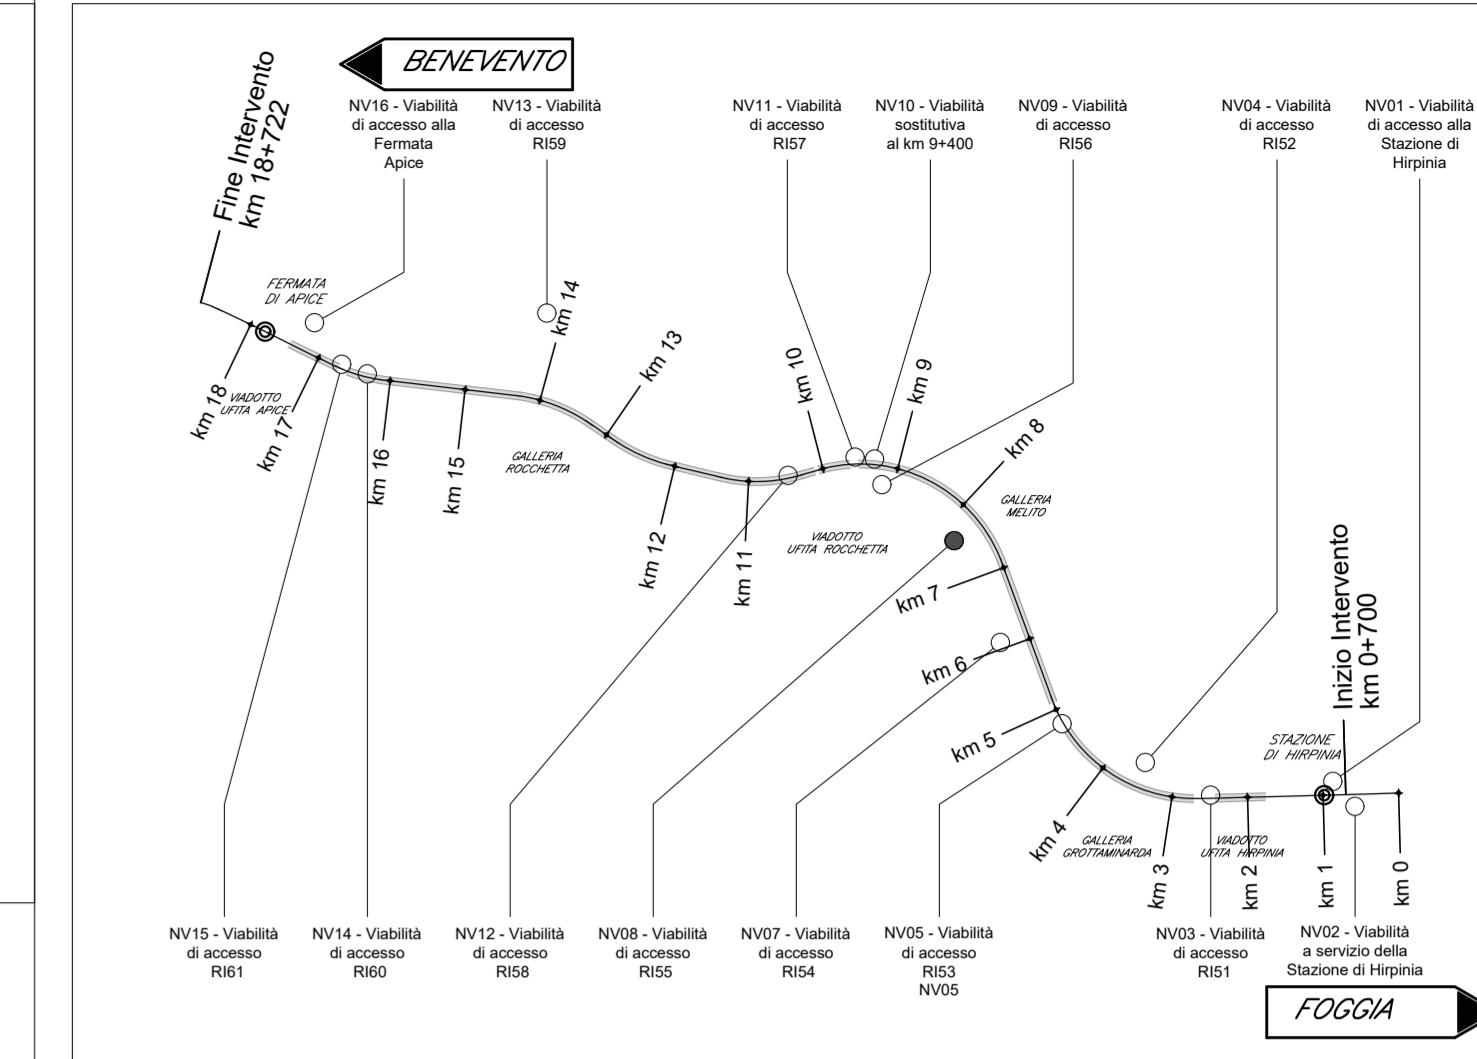 BENEVENTO
Fine Intervento
km 18+722
NV16 - Viabilità
di accesso alla
Fermata
Apice
NV13 - Viabilità
di accesso
RI59
NV11 - Viabilità
di accesso
RI57
NV10 - Viabilità
sostitutiva
al km 9+400
NV09 - Viabilità
di accesso
RI56
NV04 - Viabilità
di accesso
RI52
NV01 - Viabilità
di accesso alla
Stazione di
Hirpinia
FERMATA
DI APICE
km 18
VIADOTTO
UFITA APICE
km 17
km 16
km 15
km 14
GALLERIA
ROCCHETTA
km 13
km 12
km 11
km 10
VIADOTTO
UFITA ROCCHETTA
km 9
km 8
GALLERIA
MELITO
km 7
km 6
km 5
km 4
GALLERIA
GROTTAMINARDA
km 3
VIADOTTO
UFITA HIRPINIA
km 2
STAZIONE
DI HIRPINIA
Inizio Intervento
km 0+700
km 1
km 0
NV15 - Viabilità
di accesso
RI61
NV14 - Viabilità
di accesso
RI60
NV12 - Viabilità
di accesso
RI58
NV08 - Viabilità
di accesso
RI55
NV07 - Viabilità
di accesso
RI54
NV05 - Viabilità
di accesso
RI53
NV05
NV03 - Viabilità
di accesso
RI51
NV02 - Viabilità
a servizio della
Stazione di Hirpinia
FOGGIA